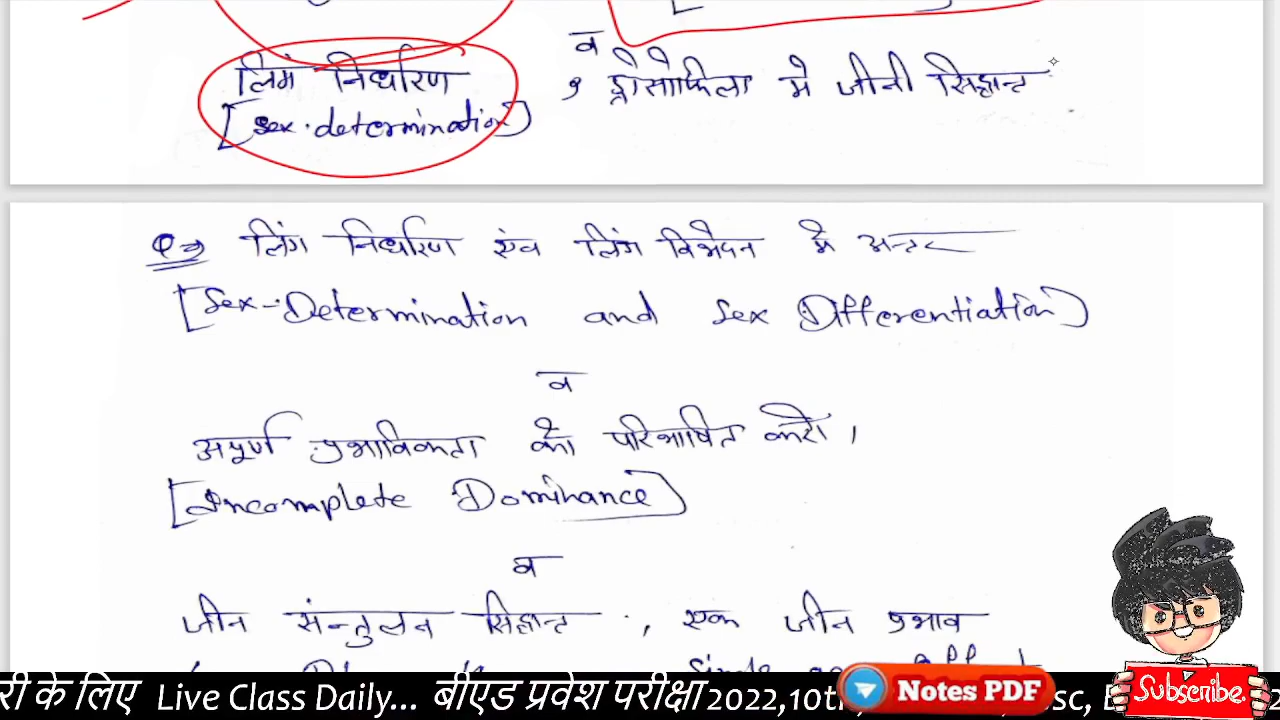 व
लिंग निर्धारण , ड्रोसोफिला मे जीनी सिद्धान्त
[Sex.determination]
Q⇒ लिंग निर्धारण एंव लिंग विभेदन मे अन्तर
[Sex-Determination and Sex Differentiation]
व
अपूर्ण प्रभाविकता को परिभाषित करो ।
[Incomplete Dominance]
व
जीन संन्तुलन सिद्धान्त , एक जीन प्रभाव
री के लिए Live Class Daily... बीएड प्रवेश परीक्षा 2022,10th
Notes PDF
Subscribe